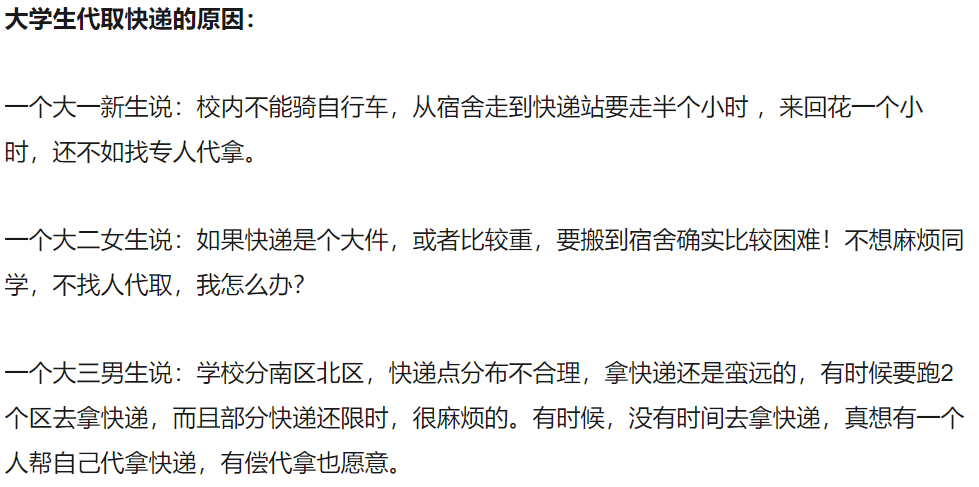 大学生代取快递的原因：
一个大一新生说：校内不能骑自行车，从宿舍走到快递站要走半个小时 ，来回花一个小
时，还不如找专人代拿。
一个大二女生说：如果快递是个大件，或者比较重，要搬到宿舍确实比较困难！不想麻烦同
学，不找人代取，我怎么办？
一个大三男生说：学校分南区北区，快递点分布不合理，拿快递还是蛮远的，有时候要跑2
个区去拿快递，而且部分快递还限时，很麻烦的。有时候，没有时间去拿快递，真想有一个
人帮自己代拿快递，有偿代拿也愿意。